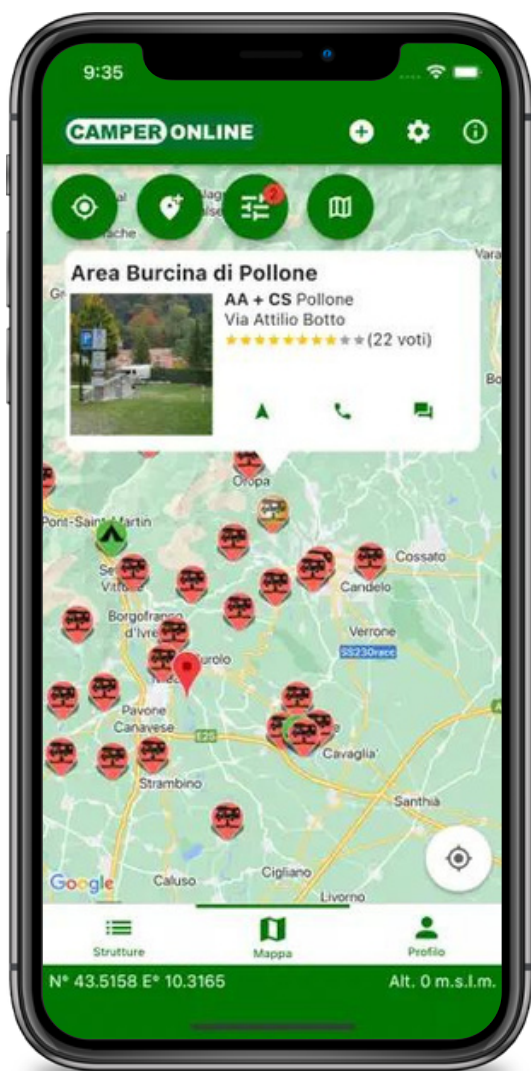 9:35
CAMPER ONLINE
2
Area Burcina di Pollone
AA + CS Pollone
Via Attilio Botto
(22 voti)
P
Oropa
Pont-Saint-Martin
Cossato
Candelo
Borgofranco
d'Ivrea
Verrone
SS230race
Pavone
Canavese
E25
Cavaglia'
Strambino
Santhià
Cigliano
Google
Caluso
Livorno
Strutture
Mappa
Profilo
N° 43.5158 E° 10.3165
Alt. 0 m.s.l.m.